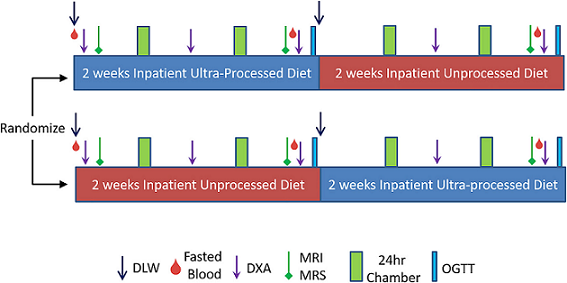 2 weeks Inpatient Ultra-Processed Diet
2 weeks Inpatient Unprocessed Diet
Randomize
2 weeks Inpatient Unprocessed Diet
2 weeks Inpatient Ultra-processed Diet
DLW
Fasted
Blood
DXA
MRI
MRS
24hr
Chamber
OGTT